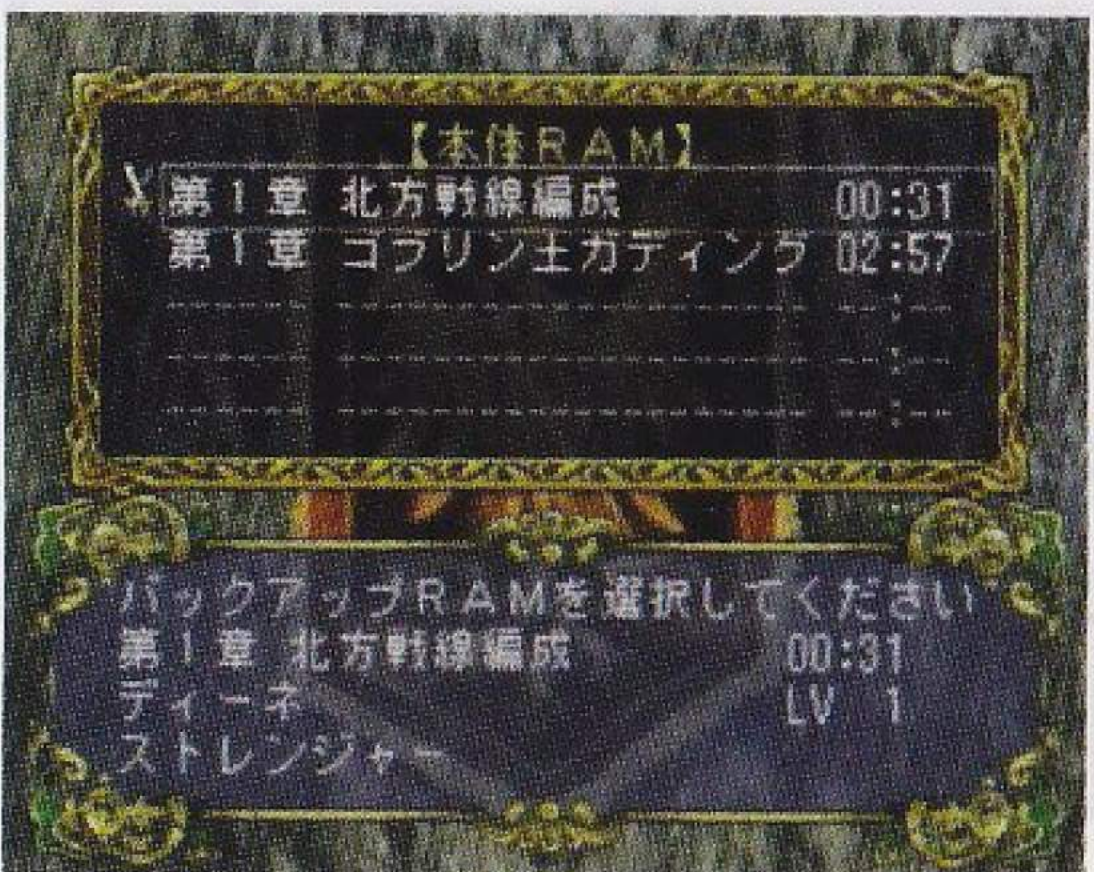 【本体RAM】
第1章 北方戦線編成 00:31
第1章 ゴブリン士カディング 02:57
バックアップRAMを選択してください
第1章 北方戦線編成 00:31
ディーネ LV 1
ストレンジャー